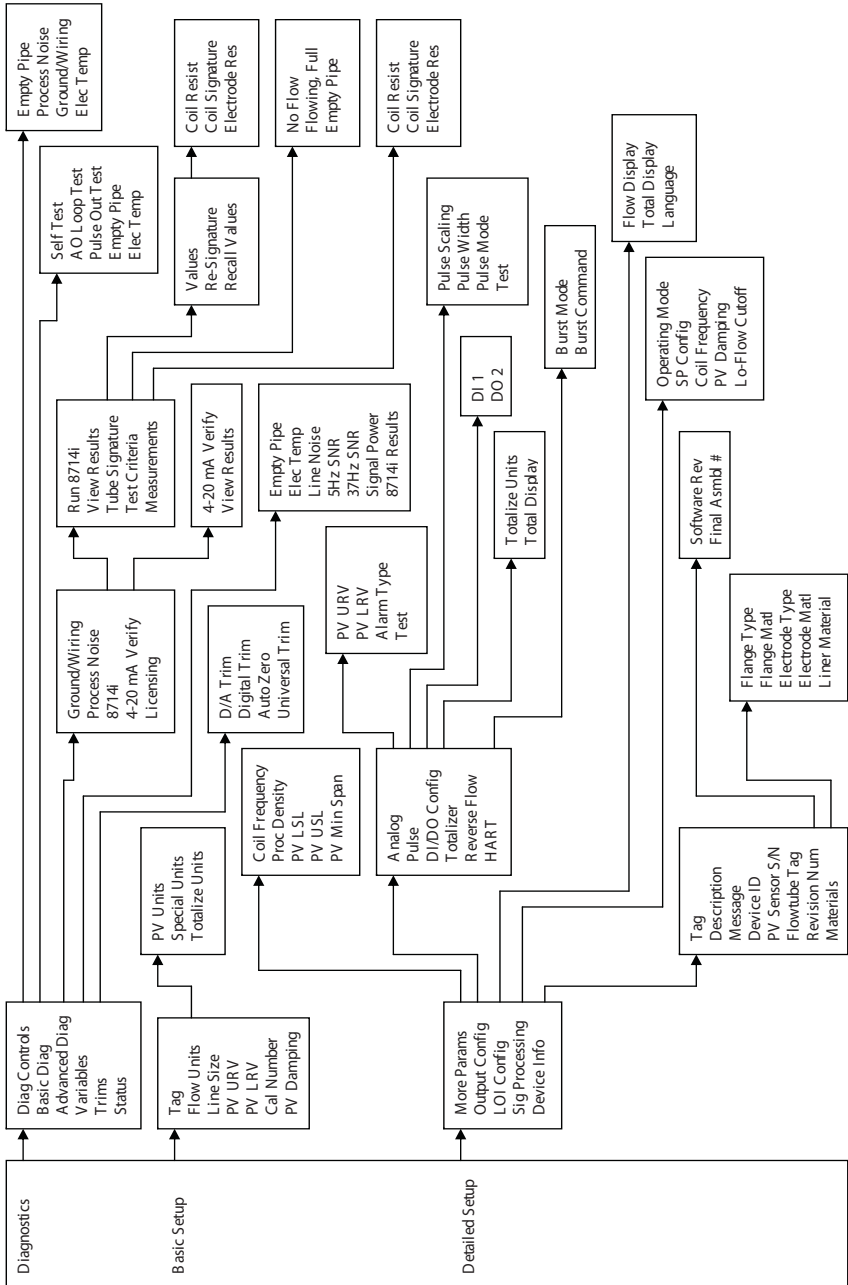 Diagnostics
Basic Setup
Detailed Setup
Diag Controls
Basic Diag
Advanced Diag
Variables
Trims
Status
Tag
Flow Units
Line Size
PV URV
PV LRV
Cal Number
PV Damping
More Params
Output Config
LOI Config
Sig Processing
Device Info
PV Units
Special Units
Totalize Units
Coil Frequency
Proc Density
PV LSL
PV USL
PV Min Span
Analog
Pulse
DI/DO Config
Totalizer
Reverse Flow
HART
Tag
Description
Message
Device ID
PV Sensor S/N
Flowtube Tag
Revision Num
Materials
Ground/Wiring
Process Noise
8714i
4-20 mA Verify
Licensing
D/A Trim
Digital Trim
Auto Zero
Universal Trim
PV URV
PV LRV
Alarm Type
Test
Flange Type
Flange Matl
Electrode Type
Electrode Matl
Liner Material
Run 8714i
View Results
Tube Signature
Test Criteria
Measurements
4-20 mA Verify
View Results
Empty Pipe
Elec Temp
Line Noise
5Hz SNR
37Hz SNR
Signal Power
8714i Results
Totalize Units
Total Display
Software Rev
Final Asmbl #
Self Test
AO Loop Test
Pulse Out Test
Empty Pipe
Elec Temp
Values
Re-Signature
Recall Values
Pulse Scaling
Pulse Width
Pulse Mode
Test
DI 1
DO 2
Burst Mode
Burst Command
Operating Mode
SP Config
Coil Frequency
PV Damping
Lo-Flow Cutoff
Empty Pipe
Process Noise
Ground/Wiring
Elec Temp
Coil Resist
Coil Signature
Electrode Res
No Flow
Flowing, Full
Empty Pipe
Coil Resist
Coil Signature
Electrode Res
Flow Display
Total Display
Language